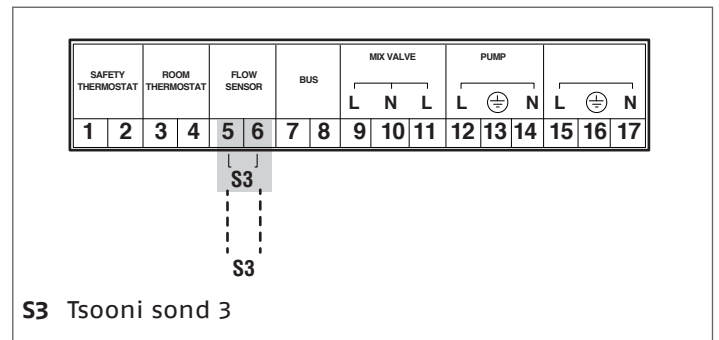 SAFETY THERMOSTAT ROOM THERMOSTAT FLOW SENSOR BUS MIX VALVE PUMP
L N L L N L N
1 2 3 4 5 6 7 8 9 10 11 12 13 14 15 16 17
S3
S3
S3 Tsooni sond 3